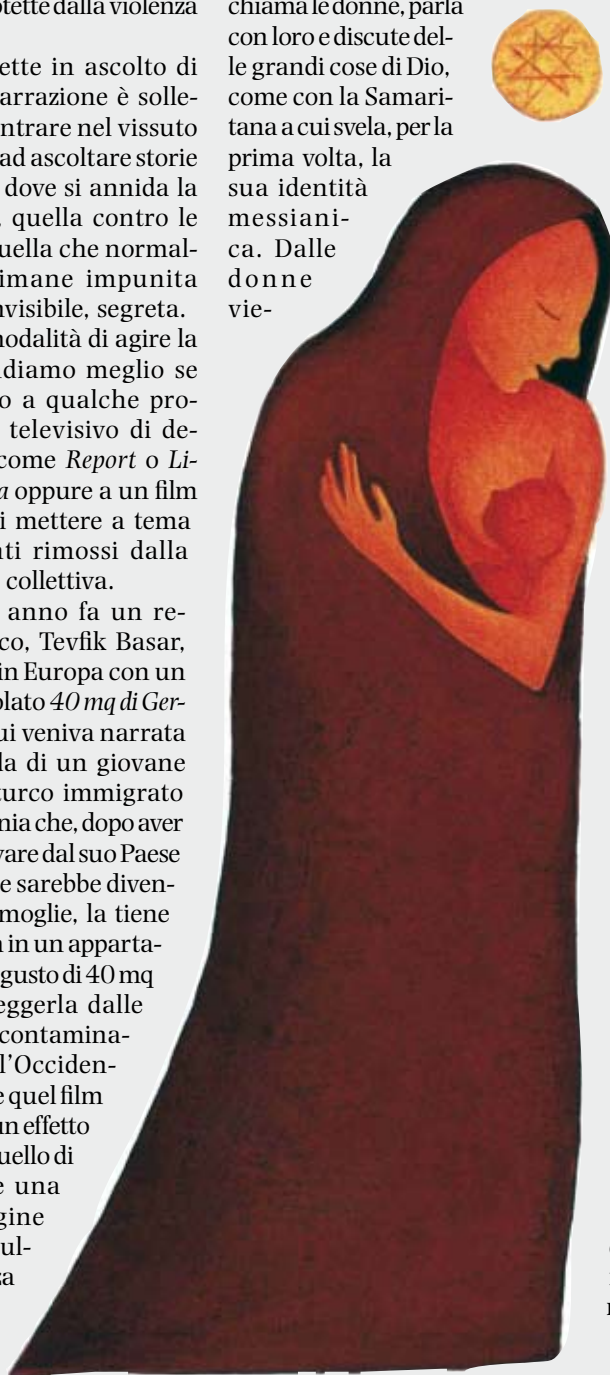 otette dalla violenza
ette in ascolto di
arrazione è solle-
ntrare nel vissuto
ad ascoltare storie
dove si annida la
, quella contro le
uella che normal-
imane impunita
nvisibile, segreta.
modalità di agire la
diamo meglio se
o a qualche pro-
televisivo di de-
come Report o Li-
a oppure a un film
i mettere a tema
nti rimossi dalla
collettiva.
anno fa un re-
co, Tevfik Basar,
in Europa con un
olato 40 mq di Ger-
ui veniva narrata
da di un giovane
turco immigrato
nia che, dopo aver
vare dal suo Paese
e sarebbe diven-
moglie, la tiene
a in un apparta-
gusto di 40 mq
eggerla dalle
contamina-
l'Occiden-
e quel film
un effetto
uello di
e una
gine
ul-
za
chiama le donne, parla
con loro e discute del-
le grandi cose di Dio,
come con la Samari-
tana a cui svela, per la
prima volta, la
sua identità
messiani-
ca. Dalle
donne
vie-